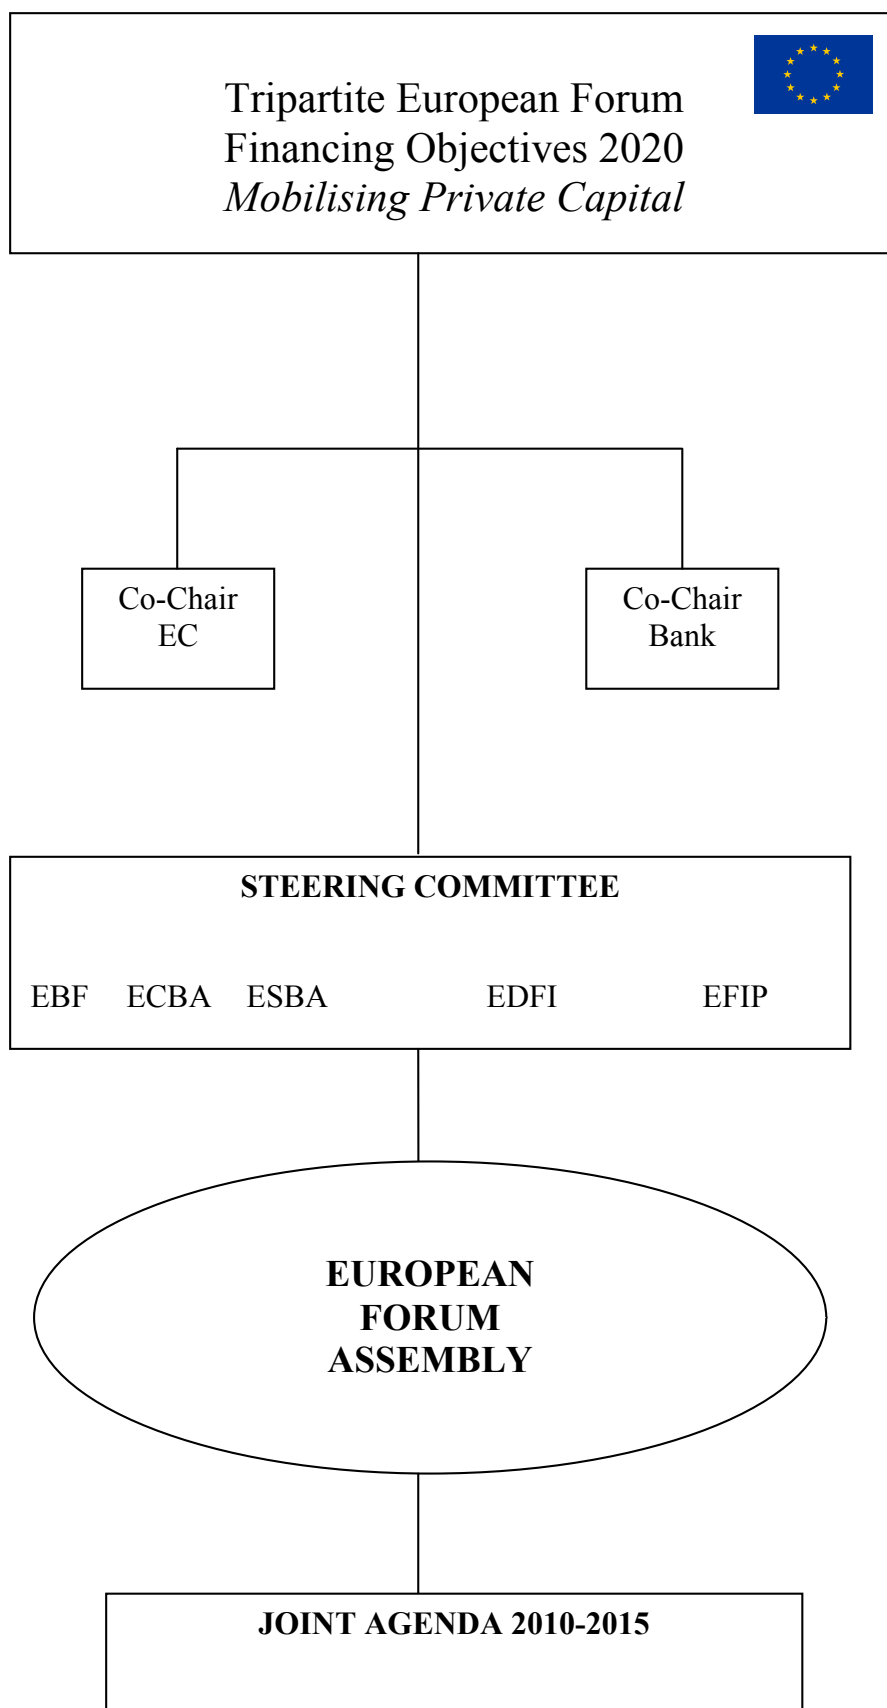 Tripartite European Forum
Financing Objectives 2020
Mobilising Private Capital
Co-Chair
EC
Co-Chair
Bank
STEERING COMMITTEE
EBF ECBA ESBA EDFI EFIP
EUROPEAN
FORUM
ASSEMBLY
JOINT AGENDA 2010-2015